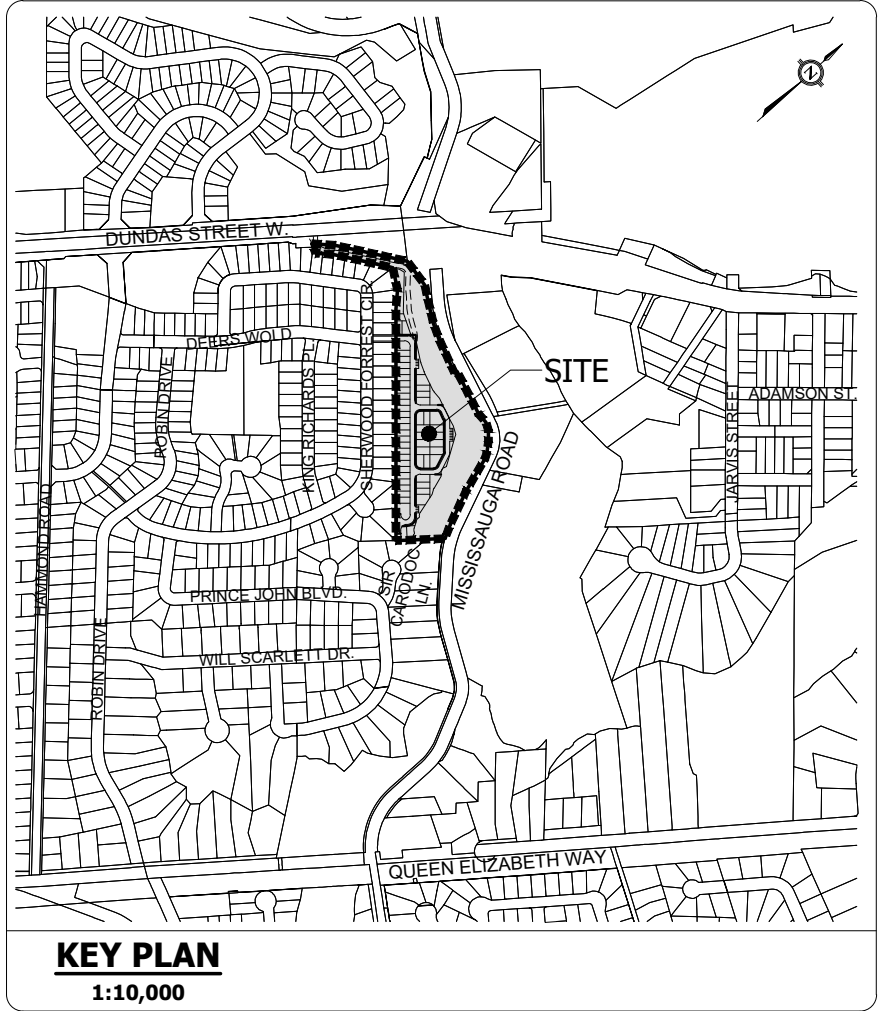 N
DUNDAS STREET W.
DEERS WOLD
ROBIN DRIVE
KING RICHARDS PL.
SHERWOOD FORREST CIR.
SITE
ADAMSON ST.
JARVIS STREET
HAMMOND ROAD
MISSISSAUGA ROAD
SIR
CARODOC
LN.
PRINCE JOHN BLVD.
WILL SCARLETT DR.
ROBIN DRIVE
QUEEN ELIZABETH WAY
KEY PLAN
1:10,000